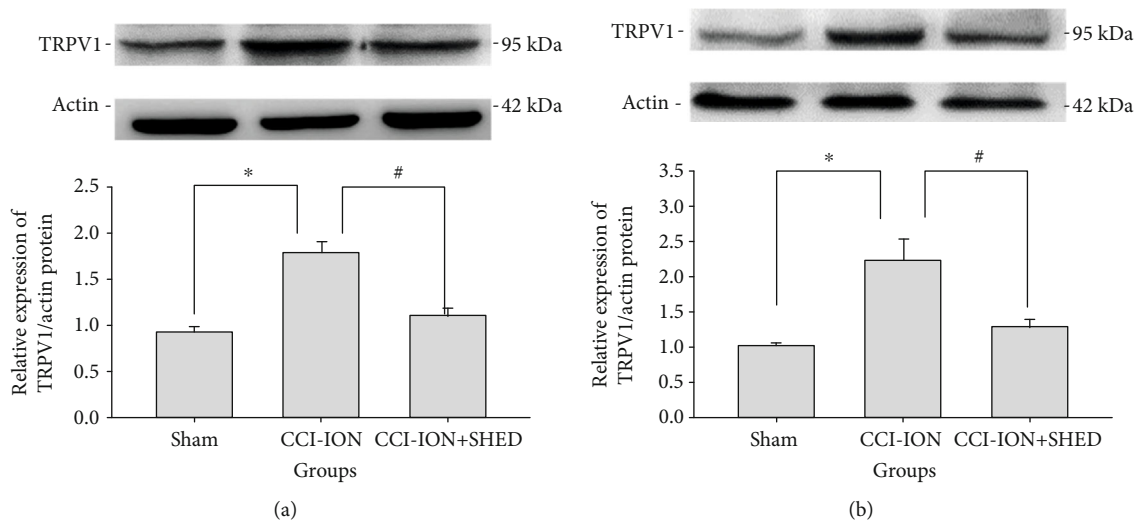 TRPV1 -
-95 kDa
Actin -
-42 kDa
Relative expression of
TRPV1/actin protein
2.5
2.0
1.5
1.0
0.5
0.0
*
#
Sham
CCI-ION
CCI-ION+SHED
Groups
(a)
TRPV1 -
-95 kDa
Actin -
-42 kDa
Relative expression of
TRPV1/actin protein
3.5
3.0
2.5
2.0
1.5
1.0
0.5
0.0
*
#
Sham
CCI-ION
CCI-ION+SHED
Groups
(b)